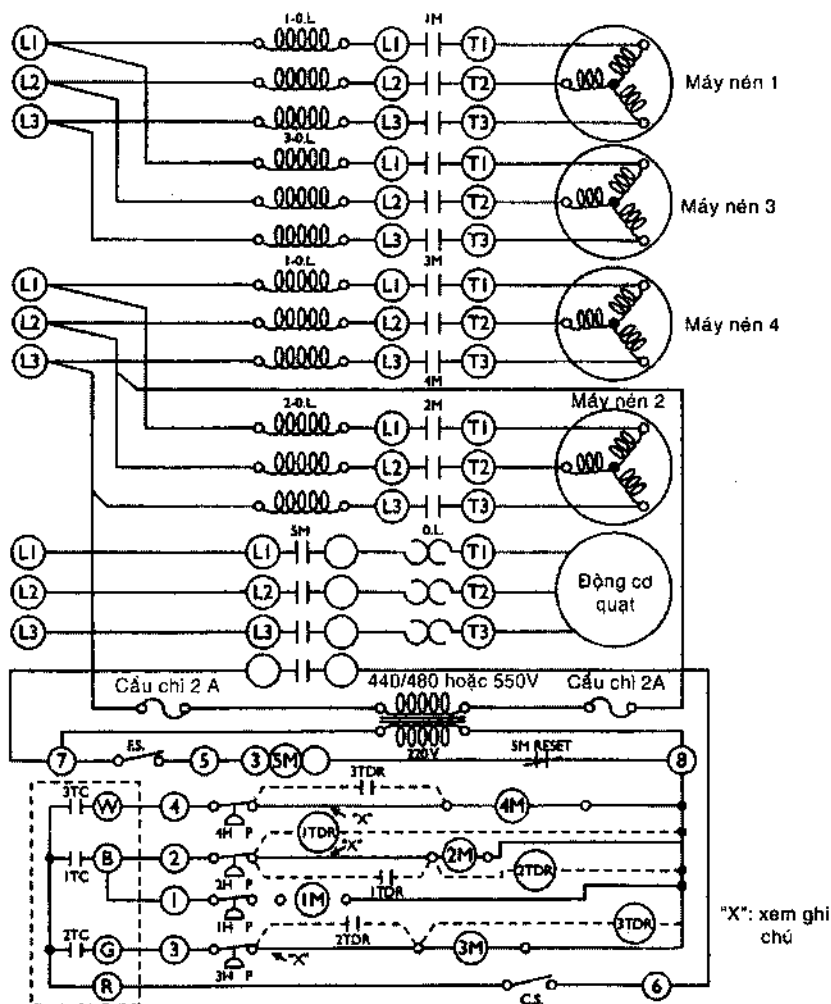 1-O.L 1M
L1 L1 T1
L2 L2 T2 Máy nén 1
L3 L3 T3
3-O.L
L1 T1
L2 T2 Máy nén 3
L3 T3
1-O.L 3M
L1 L1 T1
L2 L2 T2 Máy nén 4
L3 L3 T3
4M
Máy nén 2
2-O.L. 2M
L1 T1
L2 T2
L3 T3
5M O.L.
L1 L1 T1
L2 L2 T2 Động cơ
quạt
L3 L3 T3
Cầu chì 2 A 440/480 hoặc 550V Cầu chì 2A
220V
F.S. 5M RESET
7 5 3 5M 8
3TC 3TDR
W 4 4M
4H P "X"
1TDR
"X"
B 2 2M
1TC 2H P 1TDR 2TDR
1 1M
1H P
2TC 2TDR 3TDR
G 3 3M
3H P "X"
"X": xem ghi
chú
R C.S. 6